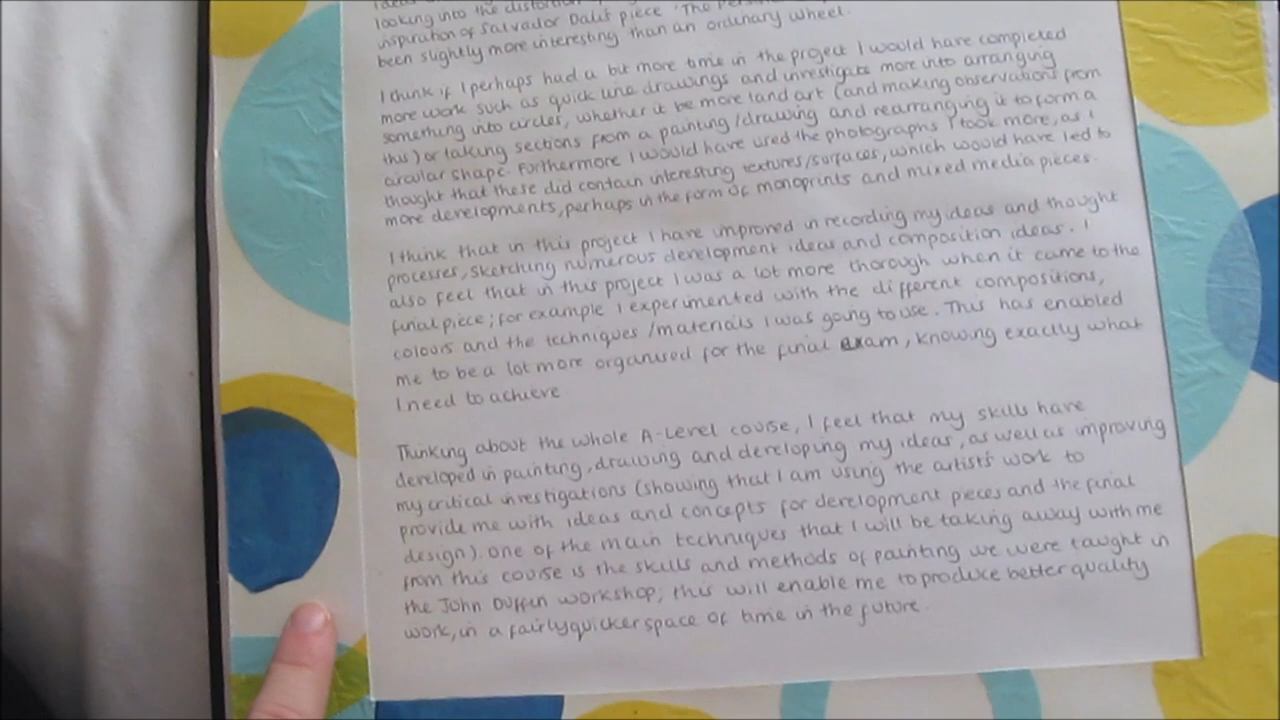 looking into the distortion
inspiration of Salvador Dali's piece 'The
been slightly more interesting than an ordinary wheel.
I think if I perhaps had a bit more time in the project I would have completed
more work such as quick line drawings and investigate more into arranging
something into circles, whether it be more land art (and making observations from
this) or taking sections from a painting/drawing and rearranging it to form a
circular shape. Furthermore I would have used the photographs I took more, as I
thought that these did contain interesting textures/surfaces, which would have led to
more developments, perhaps in the form of monoprints and mixed media pieces.
I think that in this project I have improved in recording my ideas and thought
processes, sketching numerous development ideas and composition ideas. I
also feel that in this project I was a lot more thorough when it came to the
final piece; for example I experimented with the different compositions,
colours and the techniques/materials I was going to use. This has enabled
me to be a lot more organised for the final exam, knowing exactly what
I need to achieve
Thinking about the whole A-Level course, I feel that my skills have
developed in painting, drawing and developing my ideas, as well as improving
my critical investigations (showing that I am using the artist's work to
provide me with ideas and concepts for development pieces and the final
design). One of the main techniques that I will be taking away with me
from this course is the skills and methods of painting we were taught in
the John Duffin workshop; this will enable me to produce better quality
work, in a fairly quicker space of time in the future.